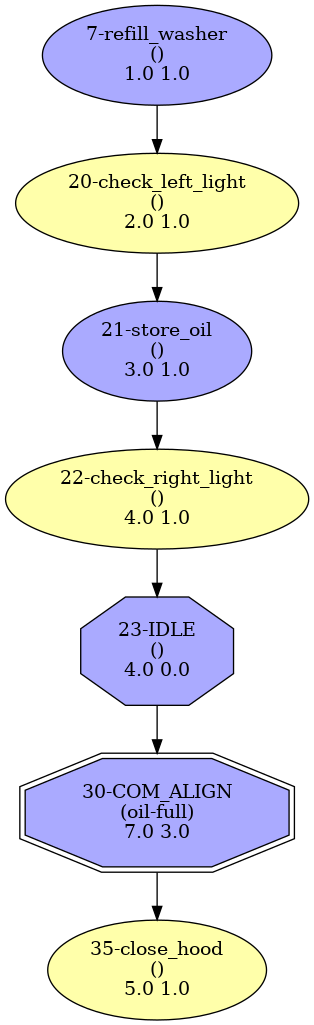 7-refill_washer
()
1.0 1.0
20-check_left_light
()
2.0 1.0
21-store_oil
()
3.0 1.0
22-check_right_light
()
4.0 1.0
23-IDLE
()
4.0 0.0
30-COM_ALIGN
(oil-full)
7.0 3.0
35-close_hood
()
5.0 1.0